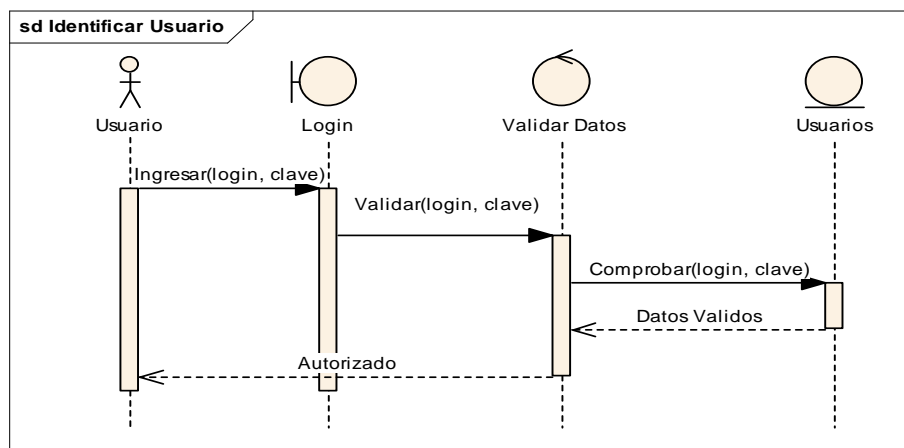 sd Identificar Usuario
Usuario
Login
Validar Datos
Usuarios
Ingresar(login, clave)
Validar(login, clave)
Comprobar(login, clave)
Datos Validos
Autorizado